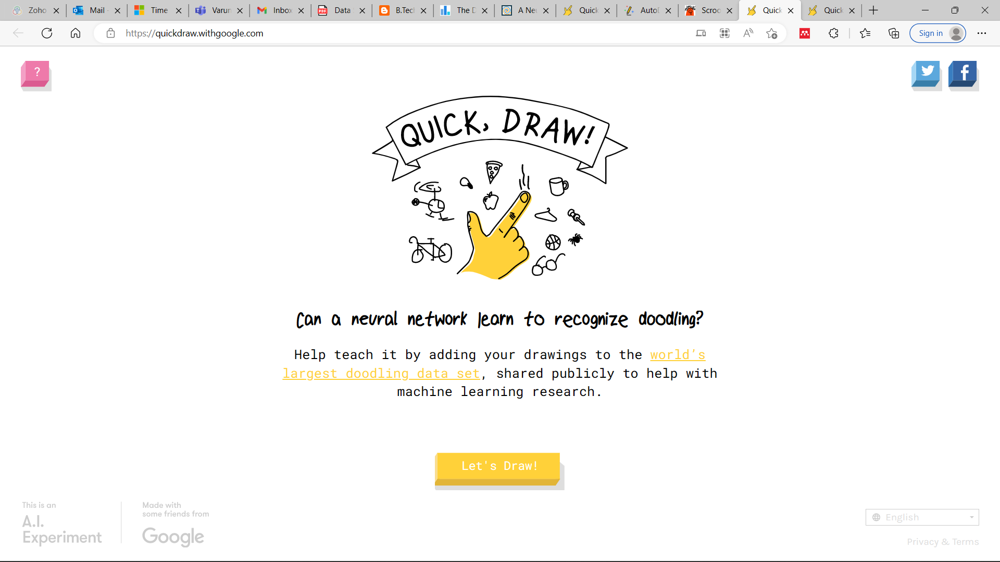 Zoho
Mail -
Time
Varun
Inbox
Data
B.Tech
The D
A Neu
Quick
AutoD
Scroo
Quick
Quick
https://quickdraw.withgoogle.com
Sign in
?
QUICK, DRAW!
Can a neural network learn to recognize doodling?
Help teach it by adding your drawings to the world’s
largest doodling data set, shared publicly to help with
machine learning research.
Let's Draw!
This is an
A.I.
Experiment
Made with
some friends from
Google
English
Privacy & Terms